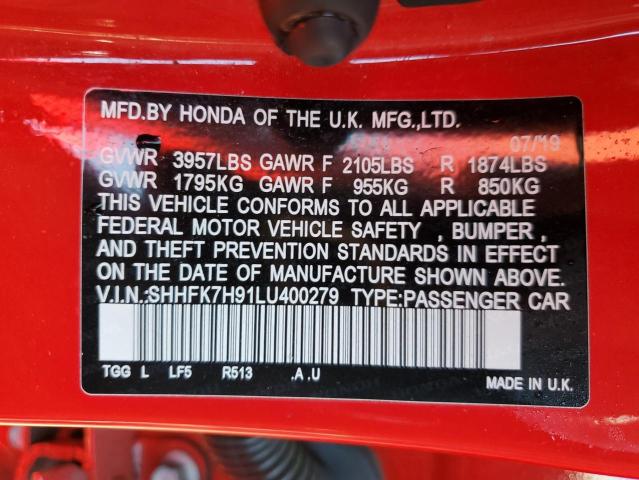 MFD.BY HONDA OF THE U.K. MFG.,LTD.
07/19
GVWR 3957LBS GAWR F 2105LBS R 1874LBS
GVWR 1795KG GAWR F 955KG R 850KG
THIS VEHICLE CONFORMS TO ALL APPLICABLE
FEDERAL MOTOR VEHICLE SAFETY , BUMPER ,
AND THEFT PREVENTION STANDARDS IN EFFECT
ON THE DATE OF MANUFACTURE SHOWN ABOVE.
V.I.N.:SHHFK7H91LU400279 TYPE:PASSENGER CAR
TGG L LF5 R513 .A .U
MADE IN U.K.